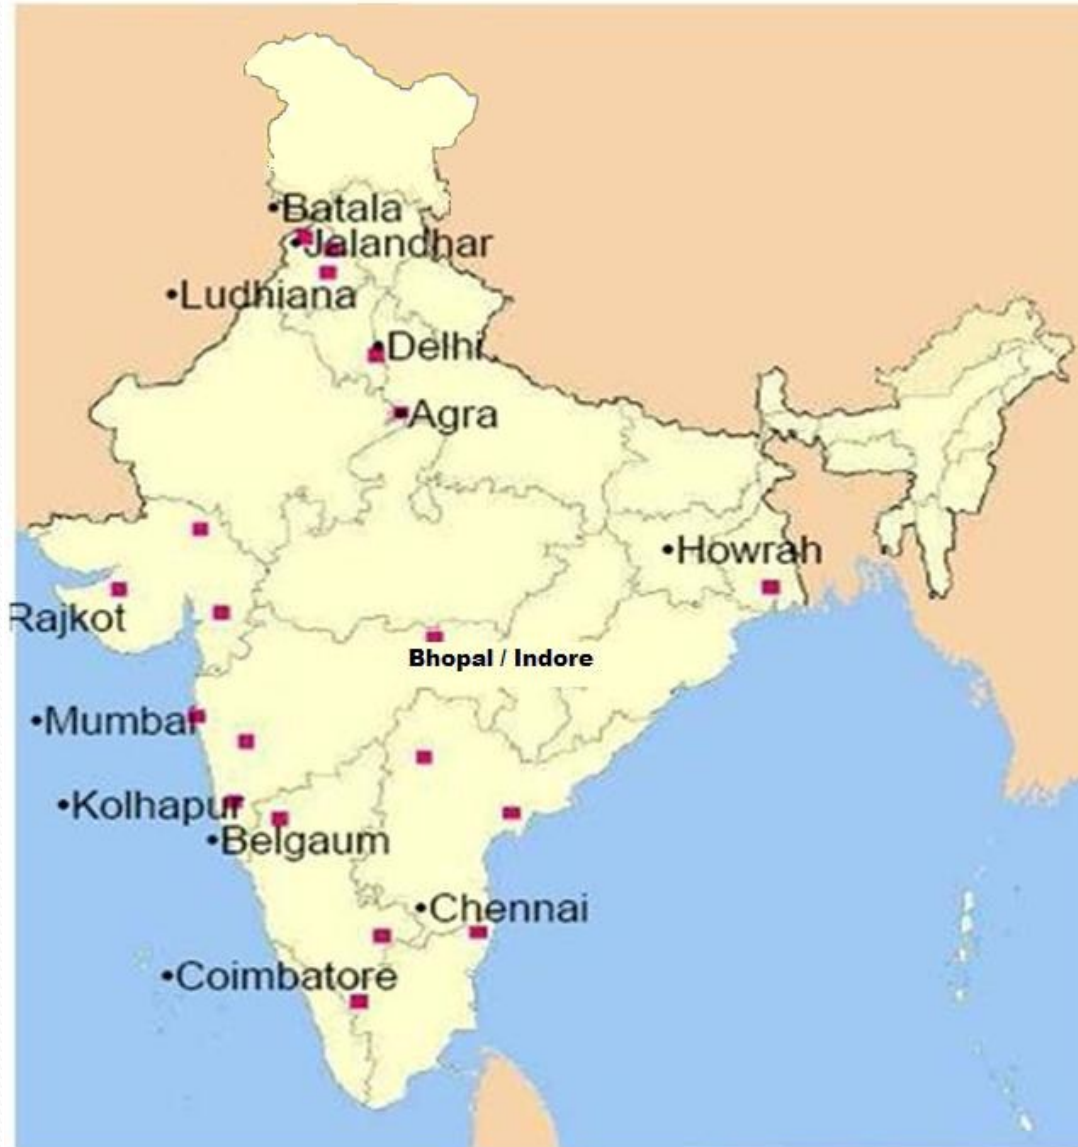 Batala
Jalandhar
Ludhiana
Delhi
Agra
Howrah
Rajkot
Bhopal / Indore
Mumbai
Kolhapur
Belgaum
Chennai
Coimbatore